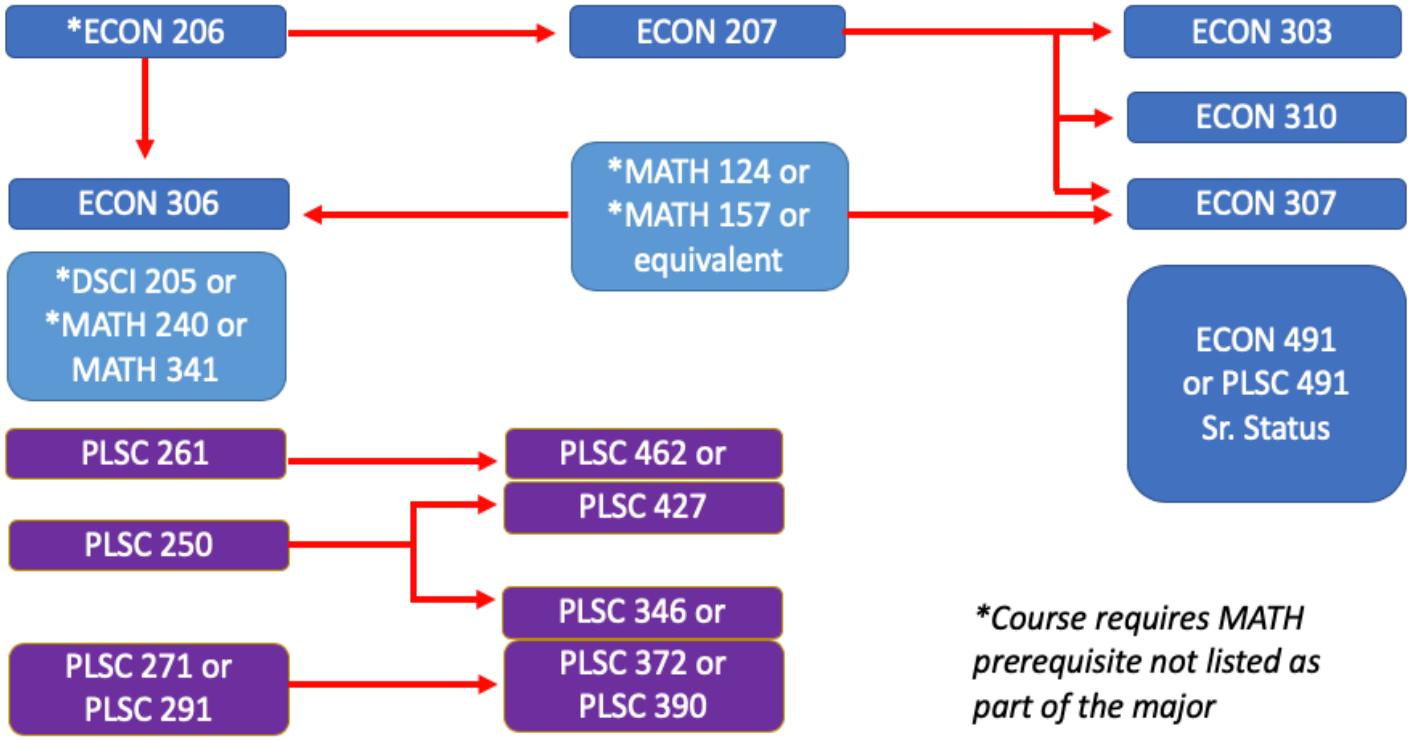 *ECON 206
ECON 207
ECON 303
ECON 310
*MATH 124 or
*MATH 157 or
equivalent
ECON 306
ECON 307
*DSCI 205 or
*MATH 240 or
MATH 341
ECON 491
or PLSC 491
Sr. Status
PLSC 261
PLSC 462 or
PLSC 427
PLSC 250
PLSC 346 or
PLSC 271 or
PLSC 291
PLSC 372 or
PLSC 390
*Course requires MATH
prerequisite not listed as
part of the major